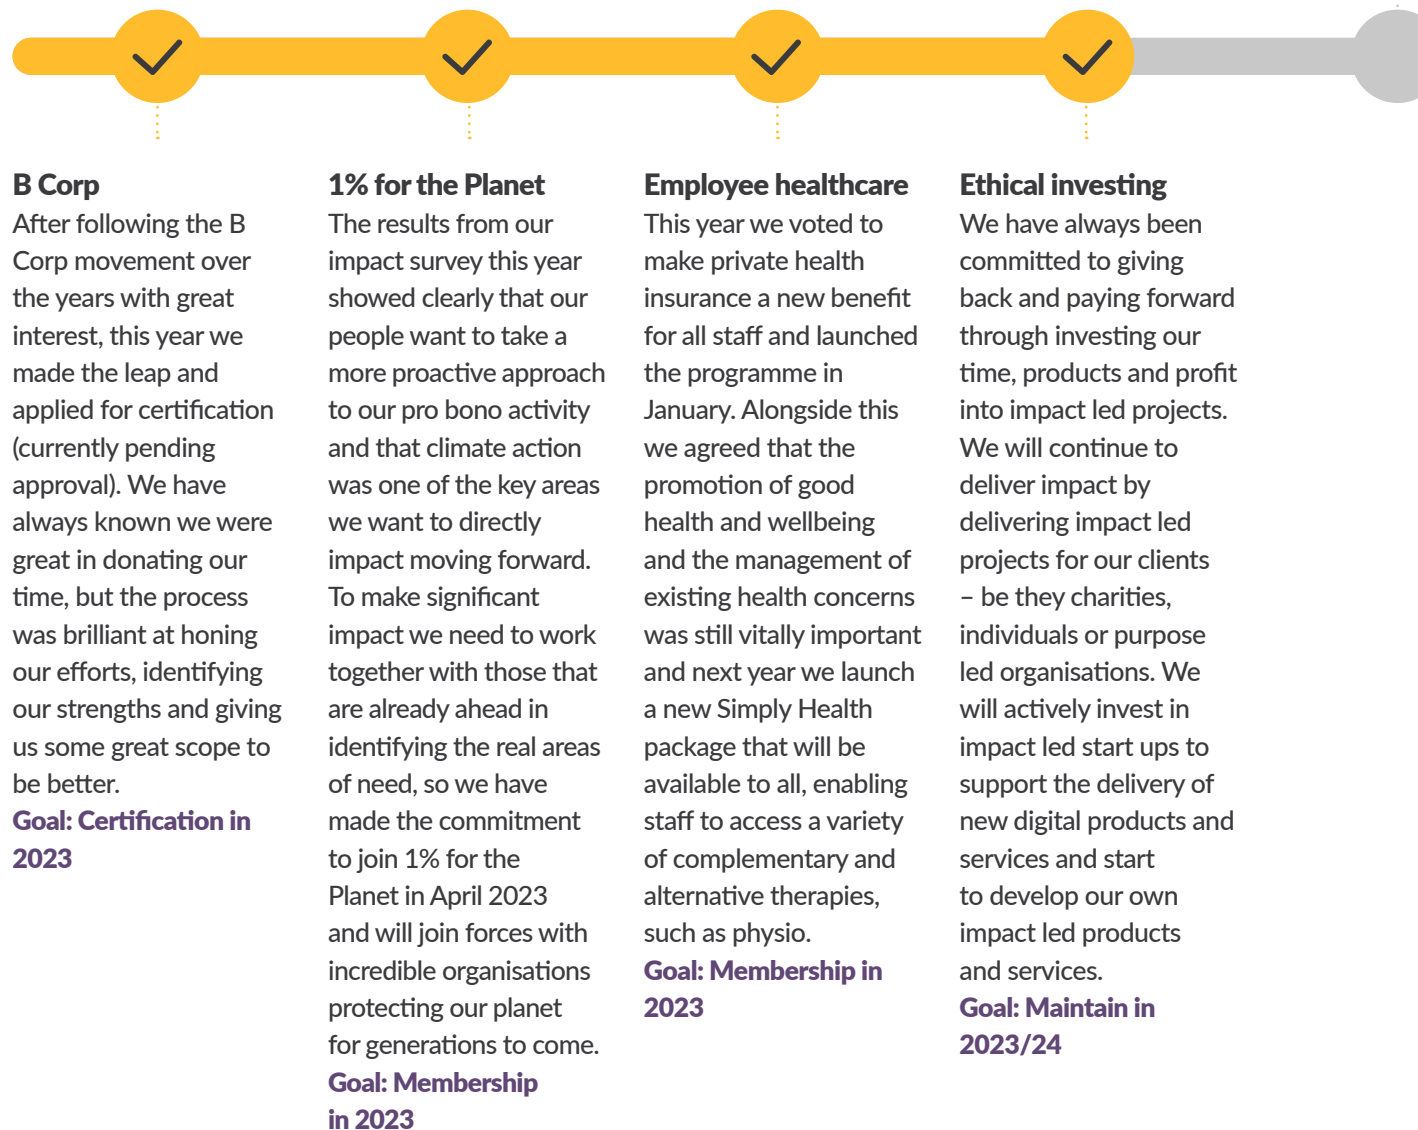 B Corp
After following the B
Corp movement over
the years with great
interest, this year we
made the leap and
applied for certification
(currently pending
approval). We have
always known we were
great in donating our
time, but the process
was brilliant at honing
our efforts, identifying
our strengths and giving
us some great scope to
be better.
Goal: Certification in
2023
1% for the Planet
The results from our
impact survey this year
showed clearly that our
people want to take a
more proactive approach
to our pro bono activity
and that climate action
was one of the key areas
we want to directly
impact moving forward.
To make significant
impact we need to work
together with those that
are already ahead in
identifying the real areas
of need, so we have
made the commitment
to join 1% for the
Planet in April 2023
and will join forces with
incredible organisations
protecting our planet
for generations to come.
Goal: Membership
in 2023
Employee healthcare
This year we voted to
make private health
insurance a new benefit
for all staff and launched
the programme in
January. Alongside this
we agreed that the
promotion of good
health and wellbeing
and the management of
existing health concerns
was still vitally important
and next year we launch
a new Simply Health
package that will be
available to all, enabling
staff to access a variety
of complementary and
alternative therapies,
such as physio.
Goal: Membership in
2023
Ethical investing
We have always been
committed to giving
back and paying forward
through investing our
time, products and profit
into impact led projects.
We will continue to
deliver impact by
delivering impact led
projects for our clients
– be they charities,
individuals or purpose
led organisations. We
will actively invest in
impact led start ups to
support the delivery of
new digital products and
services and start
to develop our own
impact led products
and services.
Goal: Maintain in
2023/24